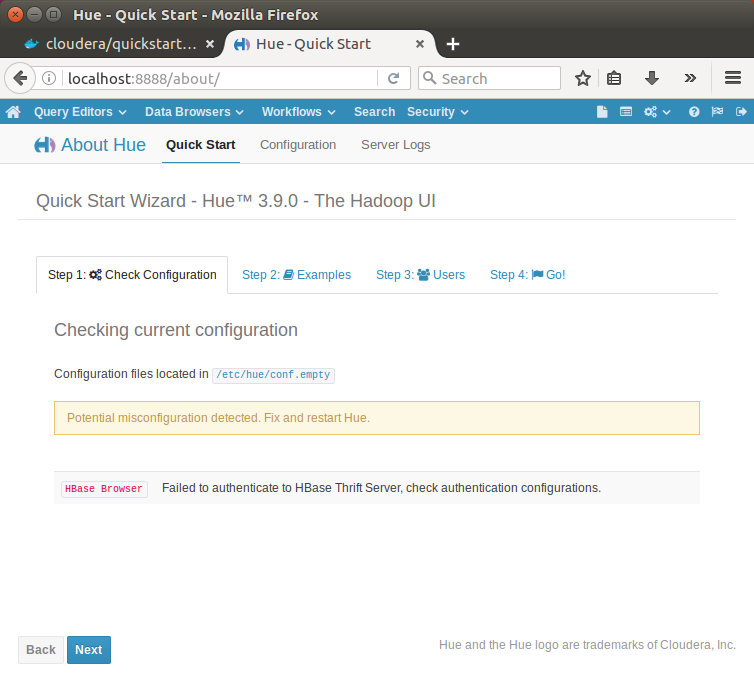 Hue - Quick Start - Mozilla Firefox
cloudera/quickstart...
Hue - Quick Start
localhost:8888/about/
Search
Query Editors
Data Browsers
Workflows
Search
Security
About Hue
Quick Start
Configuration
Server Logs
Quick Start Wizard - Hue™ 3.9.0 - The Hadoop UI
Step 1: Check Configuration
Step 2: Examples
Step 3: Users
Step 4: Go!
Checking current configuration
Configuration files located in /etc/hue/conf.empty
Potential misconfiguration detected. Fix and restart Hue.
HBase Browser Failed to authenticate to HBase Thrift Server, check authentication configurations.
Back
Next
Hue and the Hue logo are trademarks of Cloudera, Inc.